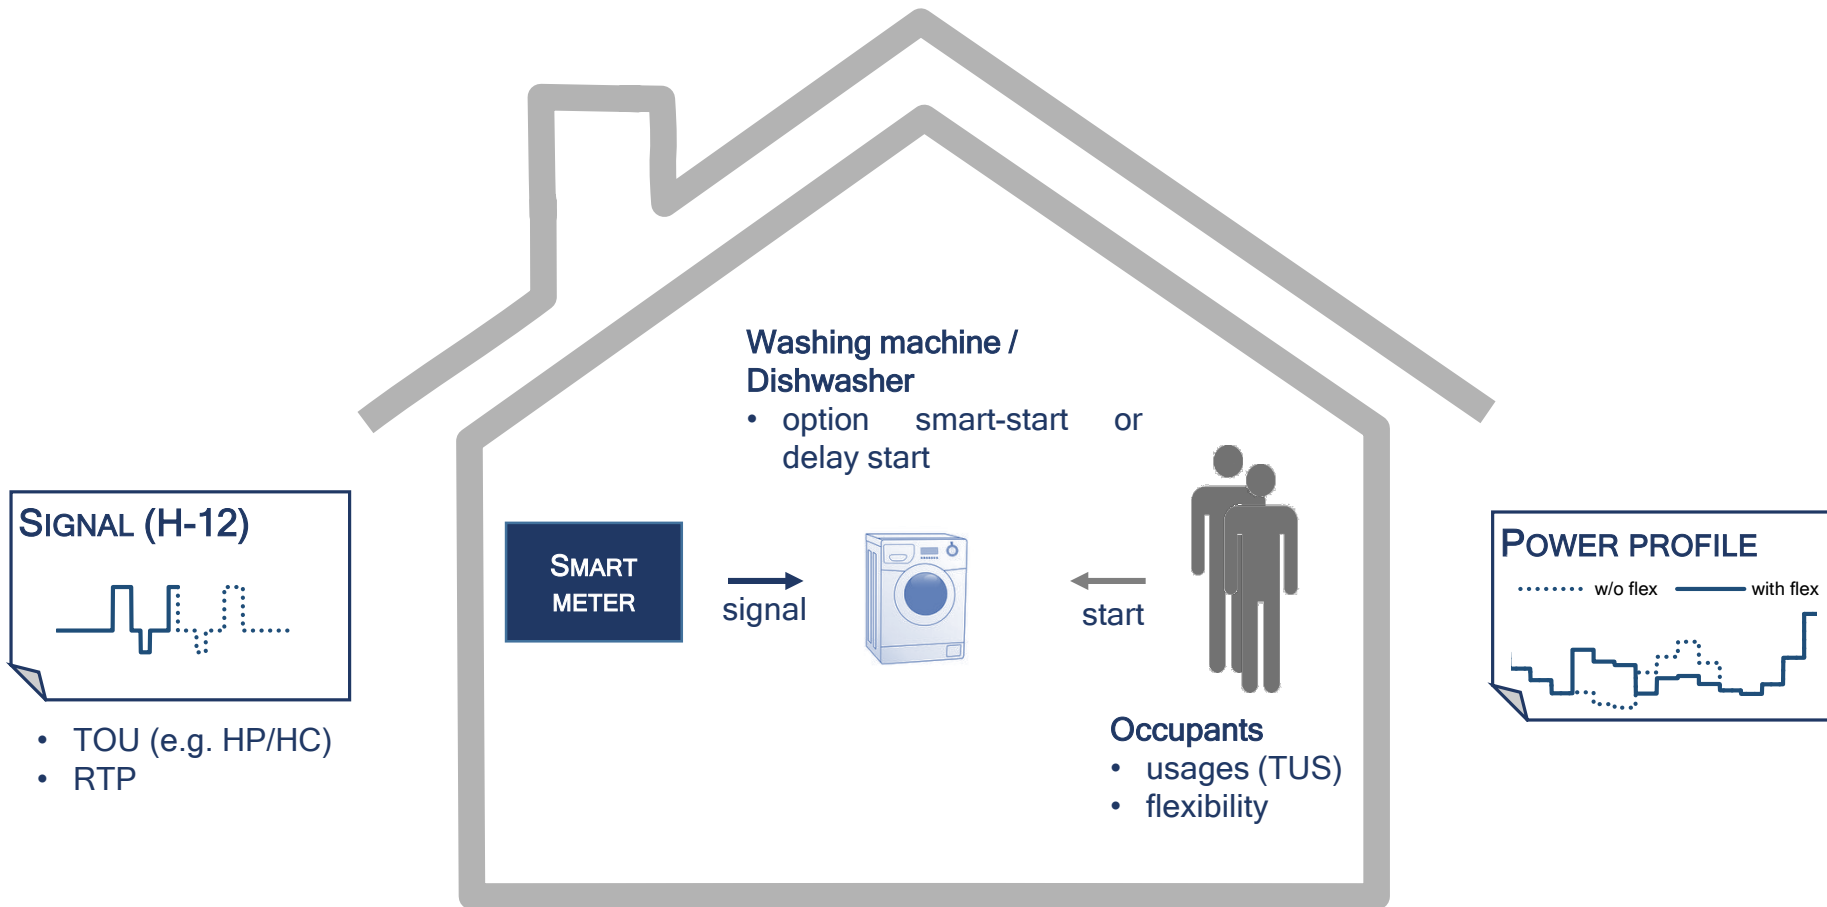 Washing machine /
Dishwasher
• option smart-start or
delay start
SIGNAL (H-12)
• TOU (e.g. HP/HC)
• RTP
SMART
METER
signal
start
Occupants
• usages (TUS)
• flexibility
POWER PROFILE
w/o flex with flex